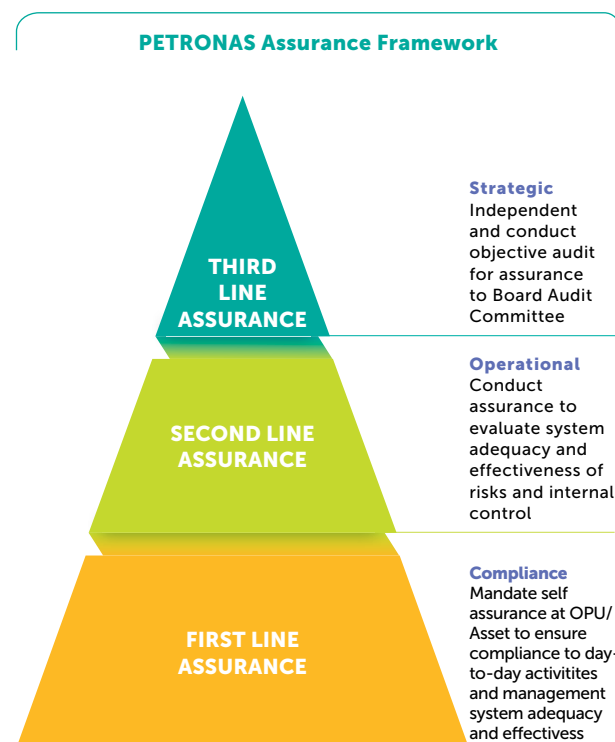 PETRONAS Assurance Framework
THIRD
LINE
ASSURANCE
Strategic
Independent
and conduct
objective audit
for assurance
to Board Audit
Committee
SECOND LINE
ASSURANCE
Operational
Conduct
assurance to
evaluate system
adequacy and
effectiveness of
risks and internal
control
FIRST LINE
ASSURANCE
Compliance
Mandate self
assurance at OPU/
Asset to ensure
compliance to day-
to-day activitites
and management
system adequacy
and effectivess